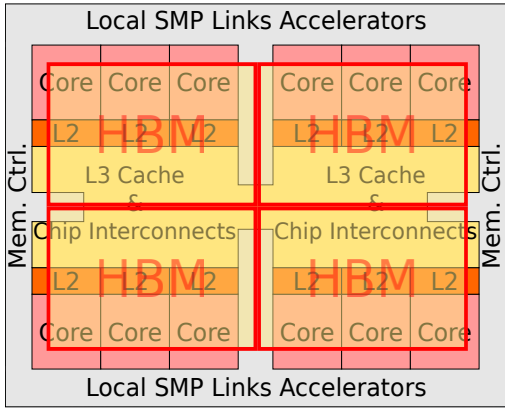 Local SMP Links Accelerators
Core Core Core Core Core Core
L2 L2 L2 L2 L2 L2
HBM HBM
L3 Cache L3 Cache
& &
Chip Interconnects Chip Interconnects
L2 L2 L2 L2 L2 L2
HBM HBM
Core Core Core Core Core Core
Mem. Ctrl. Mem. Ctrl.
Local SMP Links Accelerators